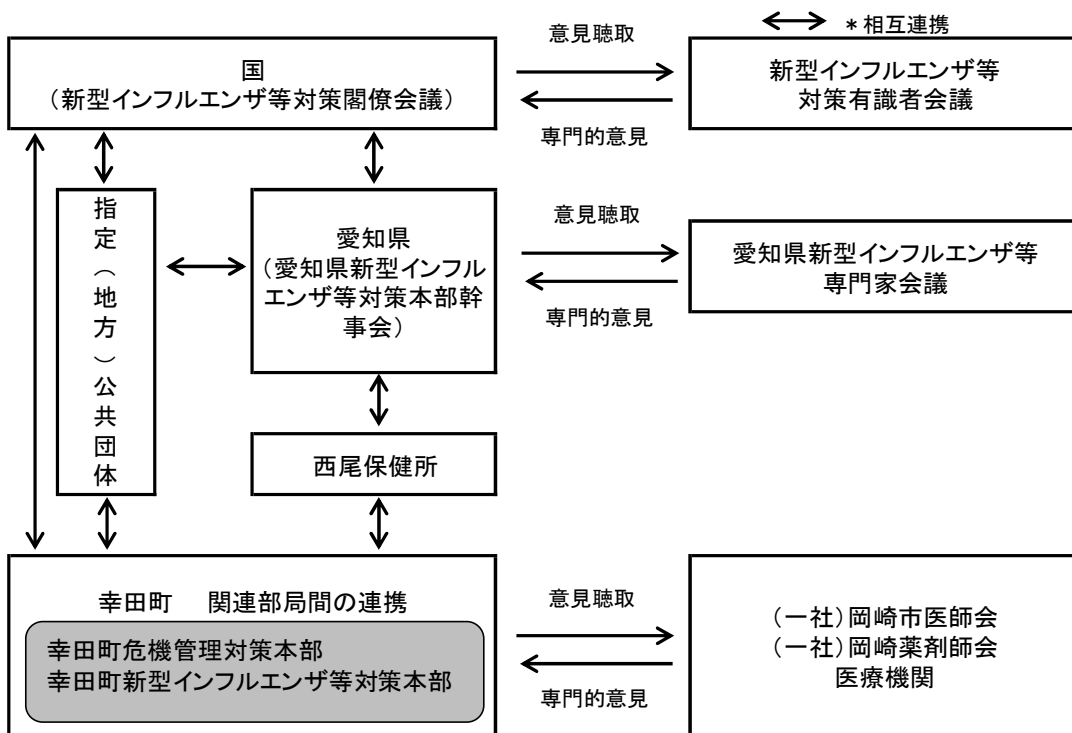 意見聴取
＊相互連携
国
（新型インフルエンザ等対策閣僚会議）
新型インフルエンザ等
対策有識者会議
専門的意見
指定（地方）公共団体
愛知県
（愛知県新型インフル
エンザ等対策本部幹
事会）
意見聴取
専門的意見
愛知県新型インフルエンザ等
専門家会議
西尾保健所
幸田町　関連部局間の連携
幸田町危機管理対策本部
幸田町新型インフルエンザ等対策本部
意見聴取
専門的意見
（一社）岡崎市医師会
（一社）岡崎薬剤師会
医療機関